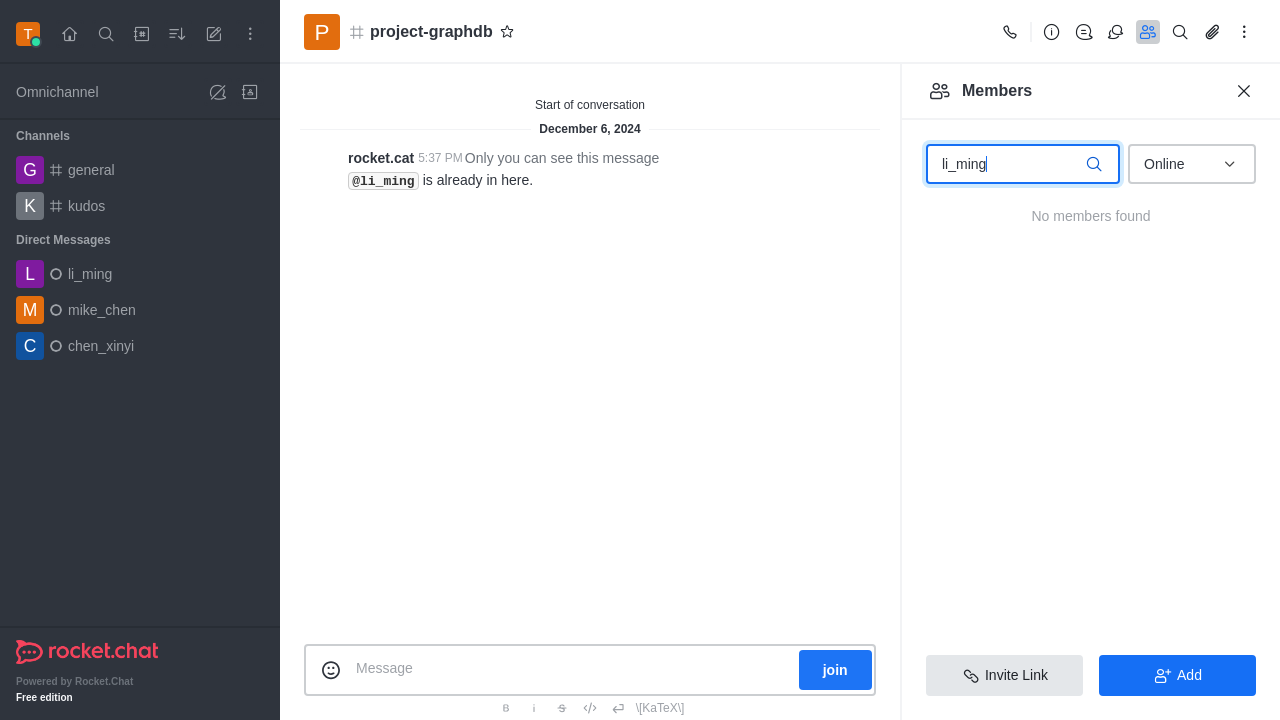 T
Omnichannel
Channels
G general
K kudos
Direct Messages
L li_ming
M mike_chen
C chen_xinyi
rocket.chat
Powered by Rocket.Chat
Free edition
P project-graphdb
Start of conversation
December 6, 2024
rocket.cat 5:37 PM Only you can see this message
@li_ming is already in here.
Message
join
B i S </> \[KaTeX\]
Members
li_ming
Online
No members found
Invite Link
Add